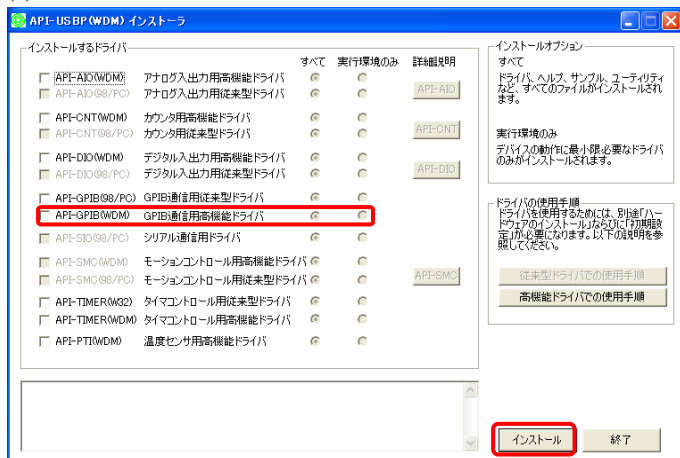 API-USBP(WDM) インストーラ
インストールするドライバ
すべて 実行環境のみ 詳細説明
API-AIO(WDM) アナログ入出力用高機能ドライバ
API-AIO(98/PC) アナログ入出力用従来型ドライバ
API-AIO
API-CNT(WDM) カウンタ用高機能ドライバ
API-CNT(98/PC) カウンタ用従来型ドライバ
API-CNT
API-DIO(WDM) デジタル入出力用高機能ドライバ
API-DIO(98/PC) デジタル入出力用従来型ドライバ
API-DIO
API-GPIB(98/PC) GPIB通信用従来型ドライバ
API-GPIB(WDM) GPIB通信用高機能ドライバ
API-SIO(98/PC) シリアル通信用ドライバ
API-SMC(WDM) モーションコントロール用高機能ドライバ
API-SMC(98/PC) モーションコントロール用従来型ドライバ
API-SMC
API-TIMER(W32) タイマコントロール用従来型ドライバ
API-TIMER(WDM) タイマコントロール用高機能ドライバ
API-PTI(WDM) 温度センサ用高機能ドライバ
インストールオプション
すべて
ドライバ、ヘルプ、サンプル、ユーティリティ
など、すべてのファイルがインストールされ
ます。
実行環境のみ
デバイスの動作に最小限必要なドライバ
のみがインストールされます。
ドライバの使用手順
ドライバを使用するためには、別途「ハー
ドウェアのインストール」ならびに「初期設
定」が必要になります。以下の説明を参
照してください。
従来型ドライバでの使用手順
高機能ドライバでの使用手順
インストール 終了